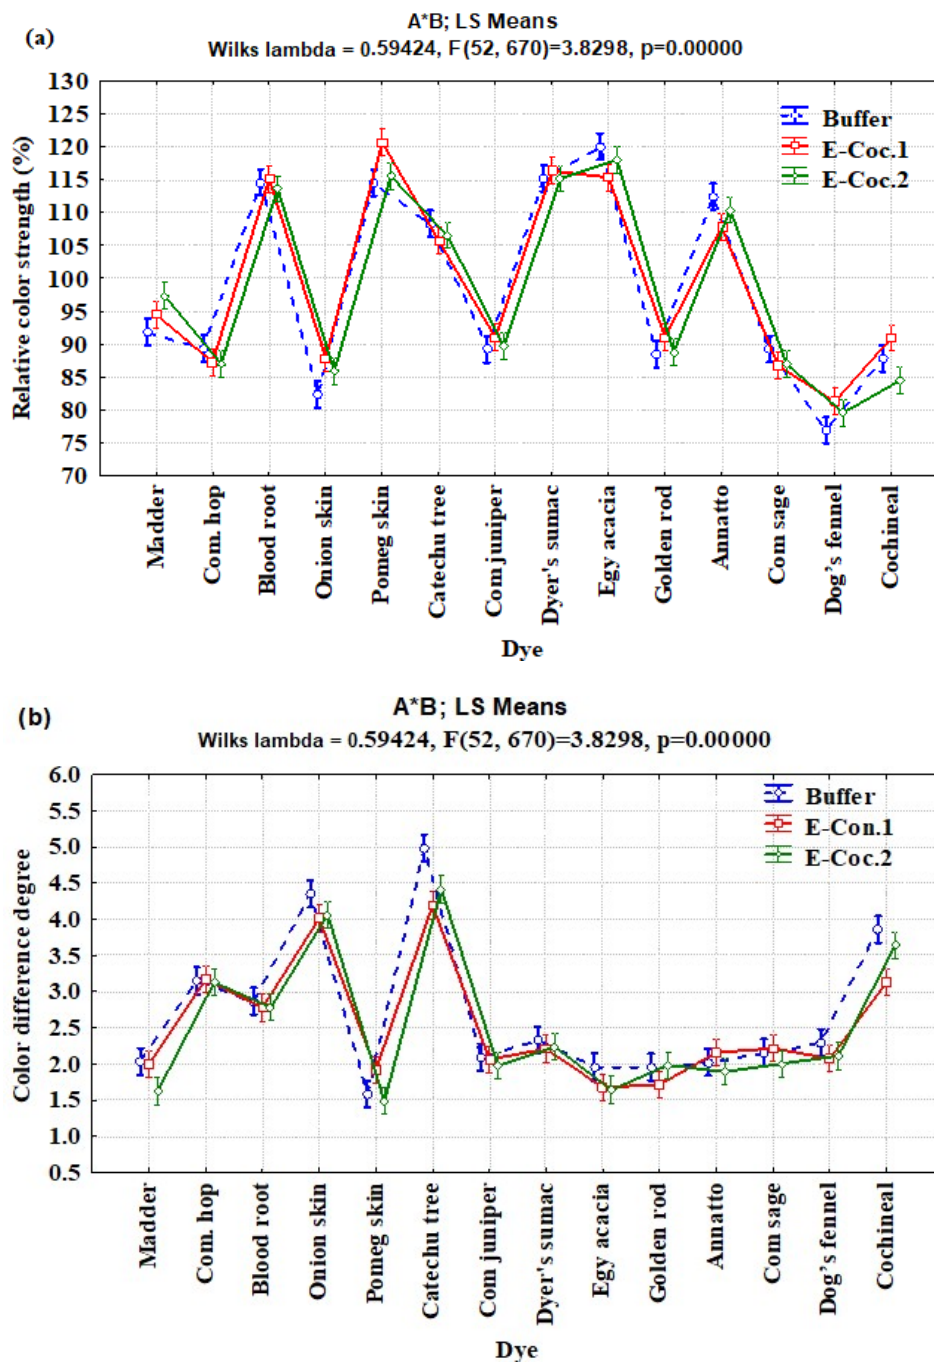 (a)
A*B; LS Means
Wilks lambda = 0.59424, F(52, 670)=3.8298, p=0.00000
Relative color strength (%)
130
125
120
115
110
105
100
95
90
85
80
75
70
Buffer
E-Coc.1
E-Coc.2
Madder
Com. hop
Blood root
Onion skin
Pomeg skin
Catechu tree
Com juniper
Dyer's sumac
Egy acacia
Golden rod
Annatto
Com sage
Dog's fennel
Cochineal
Dye
(b)
A*B; LS Means
Wilks lambda = 0.59424, F(52, 670)=3.8298, p=0.00000
Color difference degree
6.0
5.5
5.0
4.5
4.0
3.5
3.0
2.5
2.0
1.5
1.0
0.5
Buffer
E-Con.1
E-Coc.2
Madder
Com. hop
Blood root
Onion skin
Pomeg skin
Catechu tree
Com juniper
Dyer's sumac
Egy acacia
Golden rod
Annatto
Com sage
Dog's fennel
Cochineal
Dye